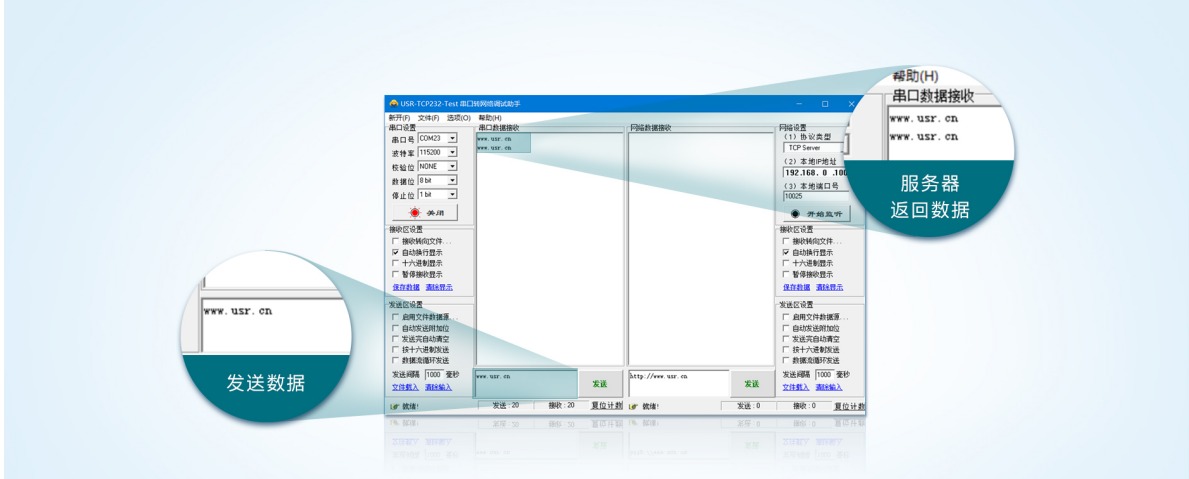 USR-TCP232-Test 串口转网络调试助手
新开(F) 文件(F) 选项(O) 帮助(H)
串口设置
串口号 COM23
波特率 115200
校验位 NONE
数据位 8 bit
停止位 1 bit
关闭
接收区设置
接收转向文件...
自动换行显示
十六进制显示
暂停接收显示
保存数据 清除显示
发送区设置
启用文件数据源...
自动发送附加位
发送完自动清空
按十六进制发送
数据流循环发送
发送间隔 1000 毫秒
文件载入 清除输入
就绪!
串口数据接收
www. usr. cn
www. usr. cn
www. usr. cn
发送
发送 : 20 接收 : 20 复位计数
网络数据接收
http://www. usr. cn
发送
就绪! 发送 : 0 接收 : 0 复位计数
网络设置
(1) 协议类型
TCP Server
(2) 本地IP地址
192.168. 0 .100
(3) 本地端口号
10025
开始监听
接收区设置
接收转向文件...
自动换行显示
十六进制显示
暂停接收显示
保存数据 清除显示
发送区设置
启用文件数据源...
自动发送附加位
发送完自动清空
按十六进制发送
数据流循环发送
发送间隔 1000 毫秒
文件载入 清除输入
帮助(H)
串口数据接收
www. usr. cn
www. usr. cn
服务器
返回数据
www. usr. cn
发送数据